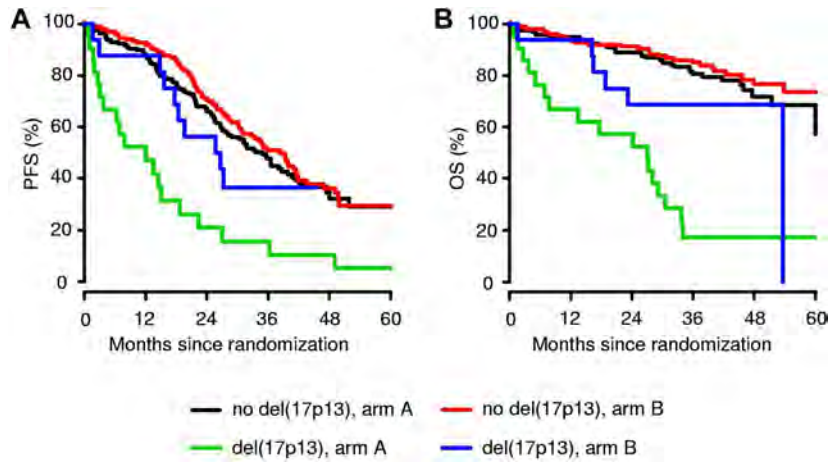 A
B
100
80
60
40
20
0
PFS (%)
0 12 24 36 48 60
Months since randomization
100
80
60
40
20
0
OS (%)
0 12 24 36 48 60
Months since randomization
no del(17p13), arm A
no del(17p13), arm B
del(17p13), arm A
del(17p13), arm B